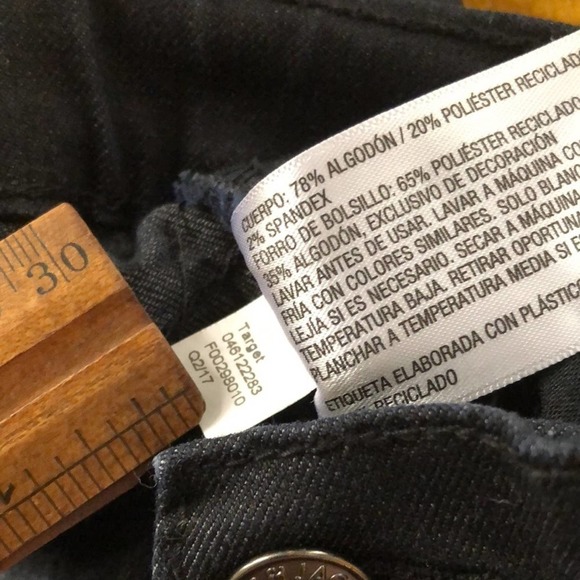 CUERPO: 78% ALGODÓN / 20% POLIÉSTER RECICLADO
2% SPANDEX
FORRO DE BOLSILLO: 65% POLIÉSTER RECICLADO
35% ALGODÓN. EXCLUSIVO DE DECORACIÓN
LAVAR ANTES DE USAR. LAVAR A MÁQUINA CON
FRÍA CON COLORES SIMILARES. SOLO BLANQ
LEJÍA SI ES NECESARIO. SECAR A MÁQUINA
TEMPERATURA BAJA. RETIRAR OPORTUNA
PLANCHAR A TEMPERATURA MEDIA SI E
ETIQUETA ELABORADA CON PLÁSTIC
RECICLADO
Target
046122283
F00298010
Q2/17
30